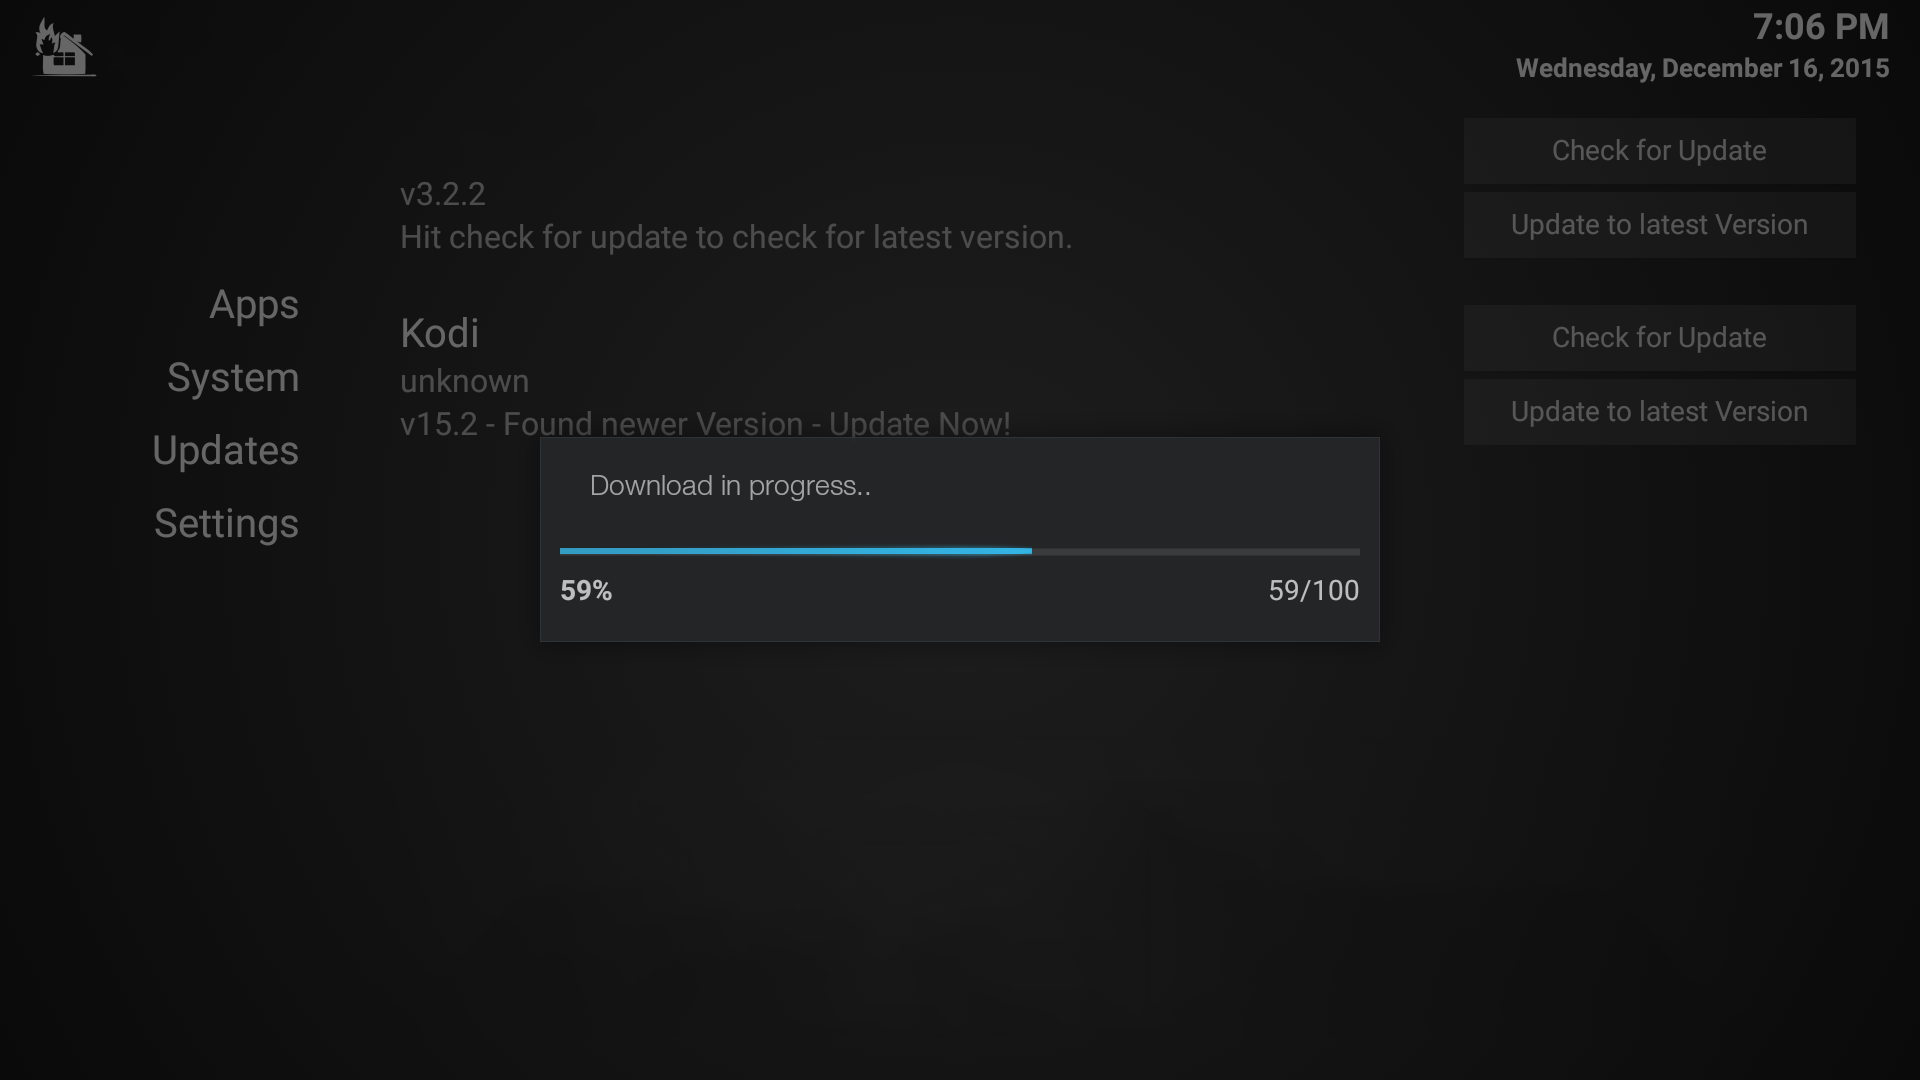 7:06 PM
Wednesday, December 16, 2015
Check for Update
v3.2.2
Update to latest Version
Hit check for update to check for latest version.
Apps
Kodi
Check for Update
System
unknown
v15.2 - Found newer Version - Update Now!
Update to latest Version
Updates
Settings
Download in progress..
59%
59/100